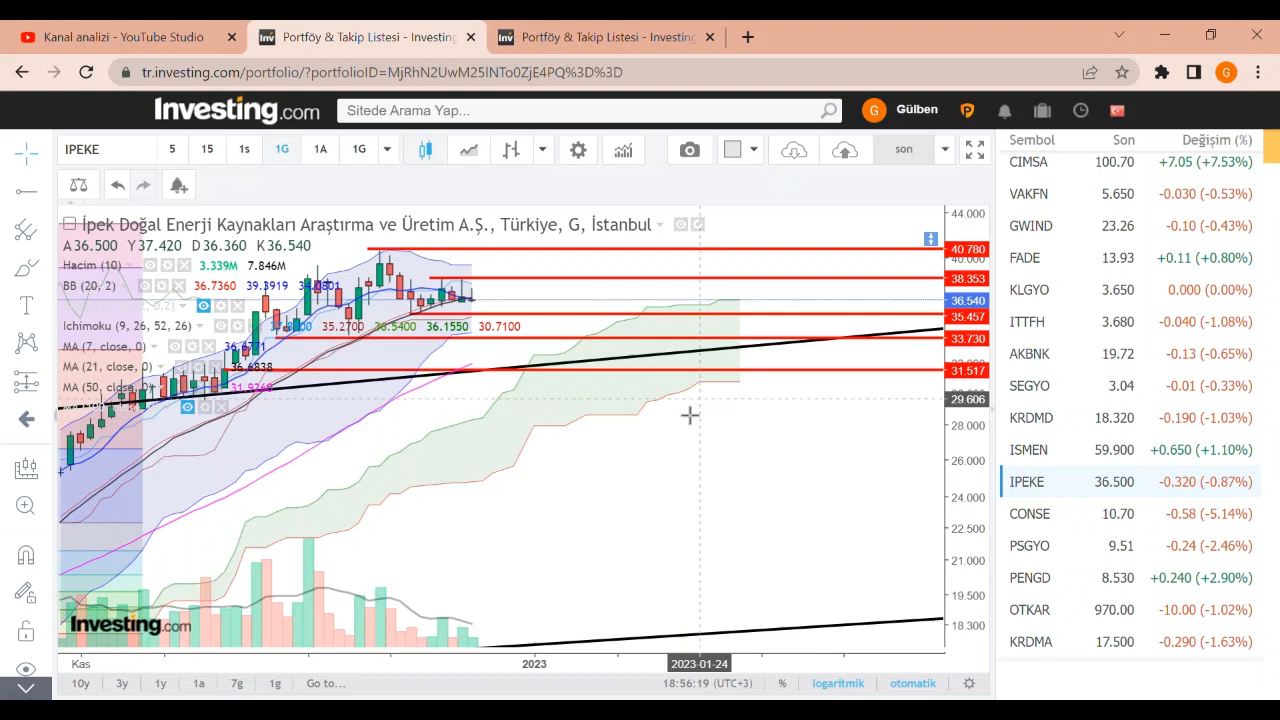 Kanal analizi - YouTube Studio
Portföy & Takip Listesi - Investing
Portföy & Takip Listesi - Investing
tr.investing.com/portfolio/?portfolioID=MjRhN2UwM25INTo0ZjE4PQ%3D%3D
Investing.com
Sitede Arama Yap...
G
Gülben
IPEKE
5
15
1s
1G
1A
1G
son
İpek Doğal Enerji Kaynakları Araştırma ve Üretim A.Ş., Türkiye, G, İstanbul
A36.500 Y37.420 D36.360 K36.540
Hacim (10) 3.339M 7.846M
BB (20, 2) 36.7360 39.3919 34.0801
Ichimoku (9, 26, 52, 26) 35.2700 36.5400 36.1550 30.7100
MA (7, close, 0) 36.6771
MA (21, close, 0) 36.6838
MA (50, close, 0)
44.000
40.780
40.000
38.353
36.540
35.457
33.730
31.517
29.606
28.000
26.000
24.000
22.500
21.000
19.500
18.300
Investing.com
Kas
2023
2023-01-24
10y
3y
1y
1a
7g
1g
Go to...
18:56:19 (UTC+3)
%
logaritmik
otomatik
Sembol Son Değişim (%)
CIMSA 100.70 +7.05 (+7.53%)
VAKFN 5.650 -0.030 (-0.53%)
GWIND 23.26 -0.10 (-0.43%)
FADE 13.93 +0.11 (+0.80%)
KLGYO 3.650 0.000 (0.00%)
ITTFH 3.680 -0.040 (-1.08%)
AKBNK 19.72 -0.13 (-0.65%)
SEGYO 3.04 -0.01 (-0.33%)
KRDMD 18.320 -0.190 (-1.03%)
ISMEN 59.900 +0.650 (+1.10%)
IPEKE 36.500 -0.320 (-0.87%)
CONSE 10.70 -0.58 (-5.14%)
PSGYO 9.51 -0.24 (-2.46%)
PENGD 8.530 +0.240 (+2.90%)
OTKAR 970.00 -10.00 (-1.02%)
KRDMA 17.500 -0.290 (-1.63%)